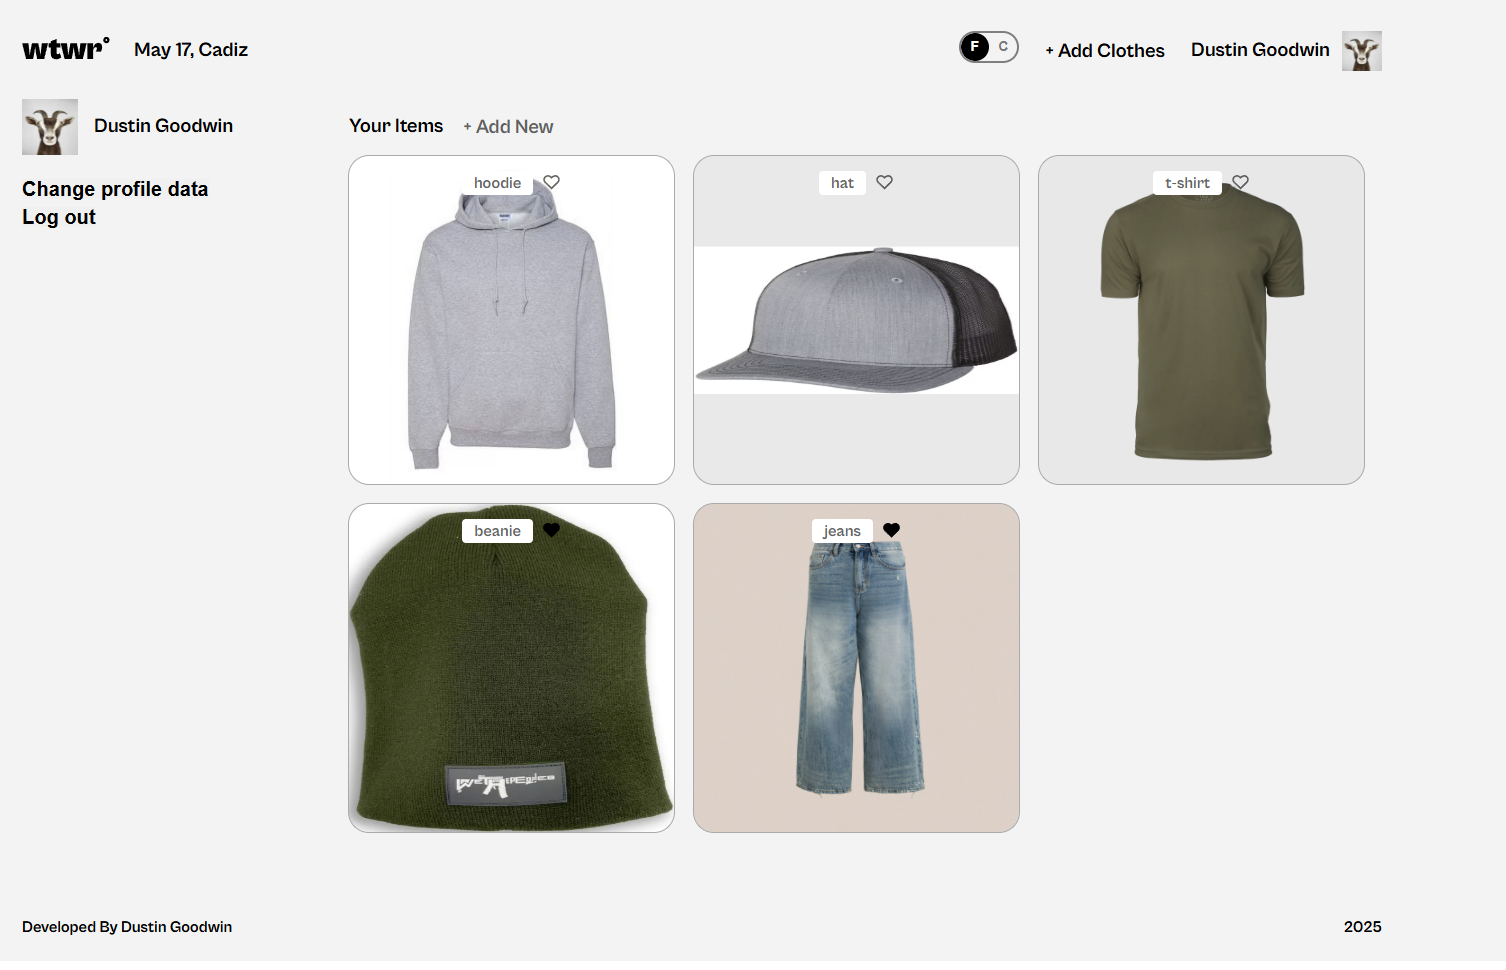 wtwr°
May 17, Cadiz
F C
+ Add Clothes
Dustin Goodwin
Dustin Goodwin
Change profile data
Log out
Your Items
+ Add New
hoodie
hat
t-shirt
beanie
jeans
Developed By Dustin Goodwin
2025